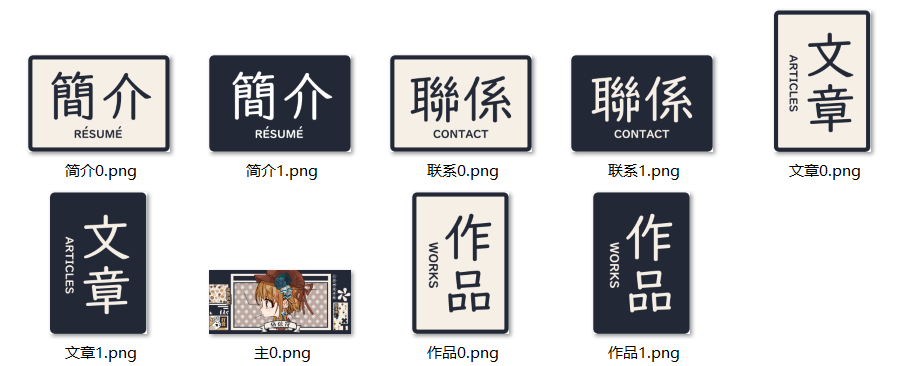 簡介
RÉSUMÉ
简介0.png
簡介
RÉSUMÉ
简介1.png
聯係
CONTACT
联系0.png
聯係
CONTACT
联系1.png
文章
ARTICLES
文章0.png
文章
ARTICLES
文章1.png
主0.png
作品
WORKS
作品0.png
作品
WORKS
作品1.png